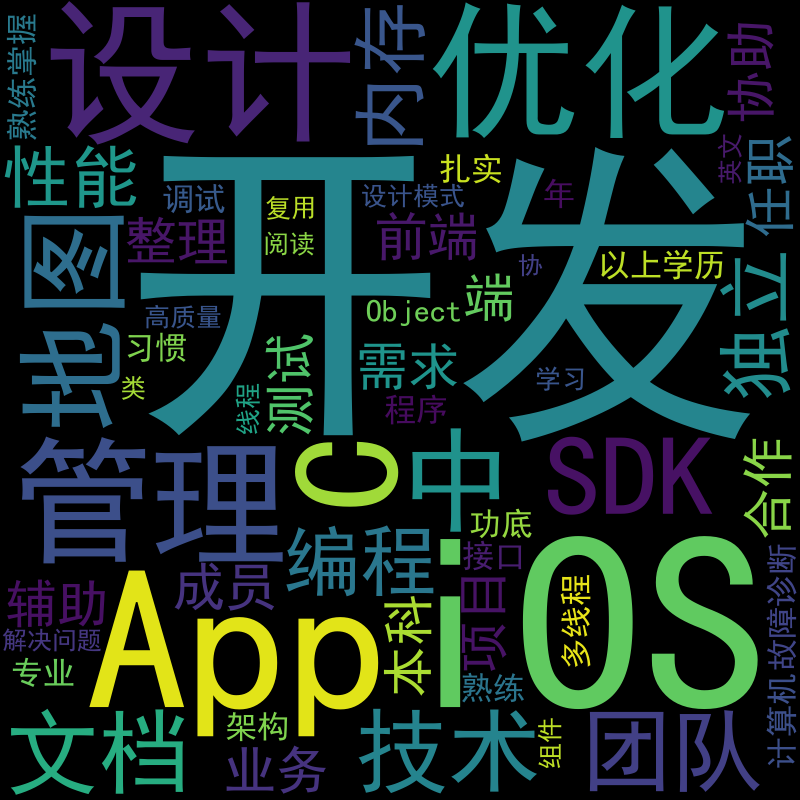 熟练掌握
设计
内存
优化
协助
性能
调试
复用
设计模式
扎实
年
英文
任职
地图
整理
阅读
前端
开发
协
以上学历
独立
高质量
Object
端
习惯
类
线程
测试
需求
程序
学习
管理
C
中
SDK
合作
功底
编程
接口
iOS
辅助
成员
App
本科
项目
多线程
计算机故障诊断
解决问题
专业
熟练
文档
架构
业务
技术
组件
团队